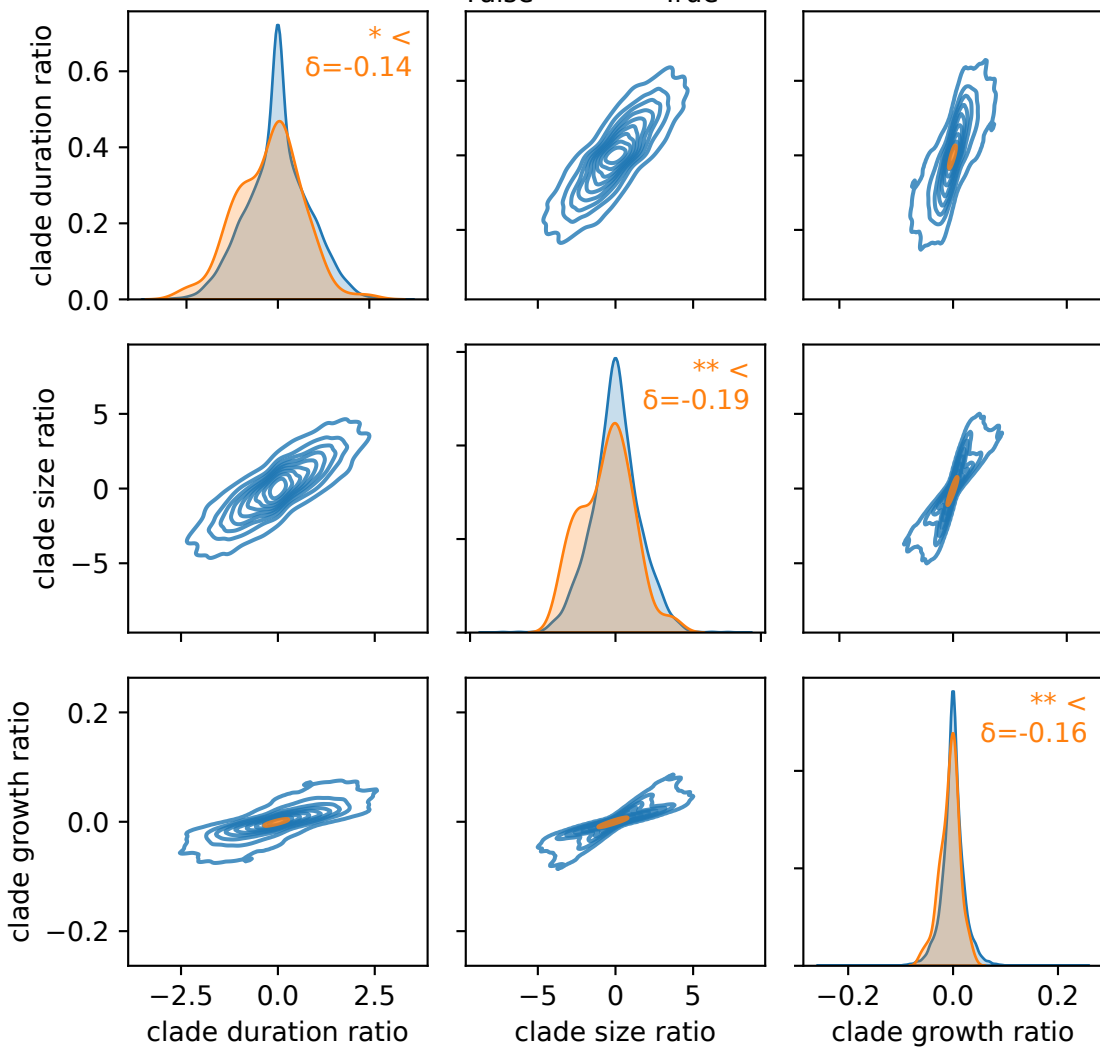 clade duration ratio
0.6
0.4
0.2
0.0
* <
δ=-0.14
clade size ratio
5
0
−5
** <
δ=-0.19
clade growth ratio
0.2
0.0
−0.2
** <
δ=-0.16
−2.5 0.0 2.5
−5 0 5
−0.2 0.0 0.2
clade duration ratio
clade size ratio
clade growth ratio